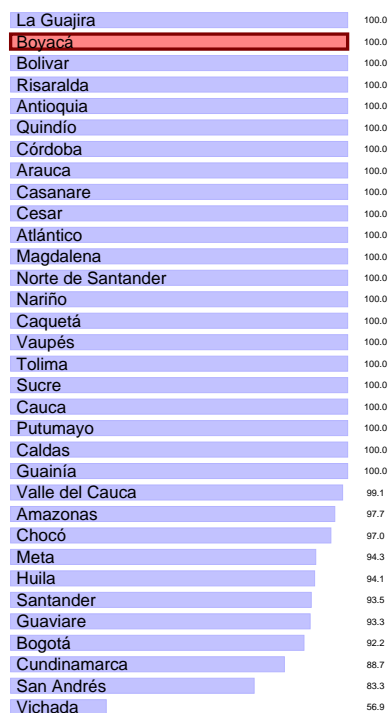 La Guajira 100.0
Boyacá 100.0
Bolivar 100.0
Risaralda 100.0
Antioquia 100.0
Quindío 100.0
Córdoba 100.0
Arauca 100.0
Casanare 100.0
Cesar 100.0
Atlántico 100.0
Magdalena 100.0
Norte de Santander 100.0
Nariño 100.0
Caquetá 100.0
Vaupés 100.0
Tolima 100.0
Sucre 100.0
Cauca 100.0
Putumayo 100.0
Caldas 100.0
Guainía 100.0
Valle del Cauca 99.1
Amazonas 97.7
Chocó 97.0
Meta 94.3
Huila 94.1
Santander 93.5
Guaviare 93.3
Bogotá 92.2
Cundinamarca 88.7
San Andrés 83.3
Vichada 56.9